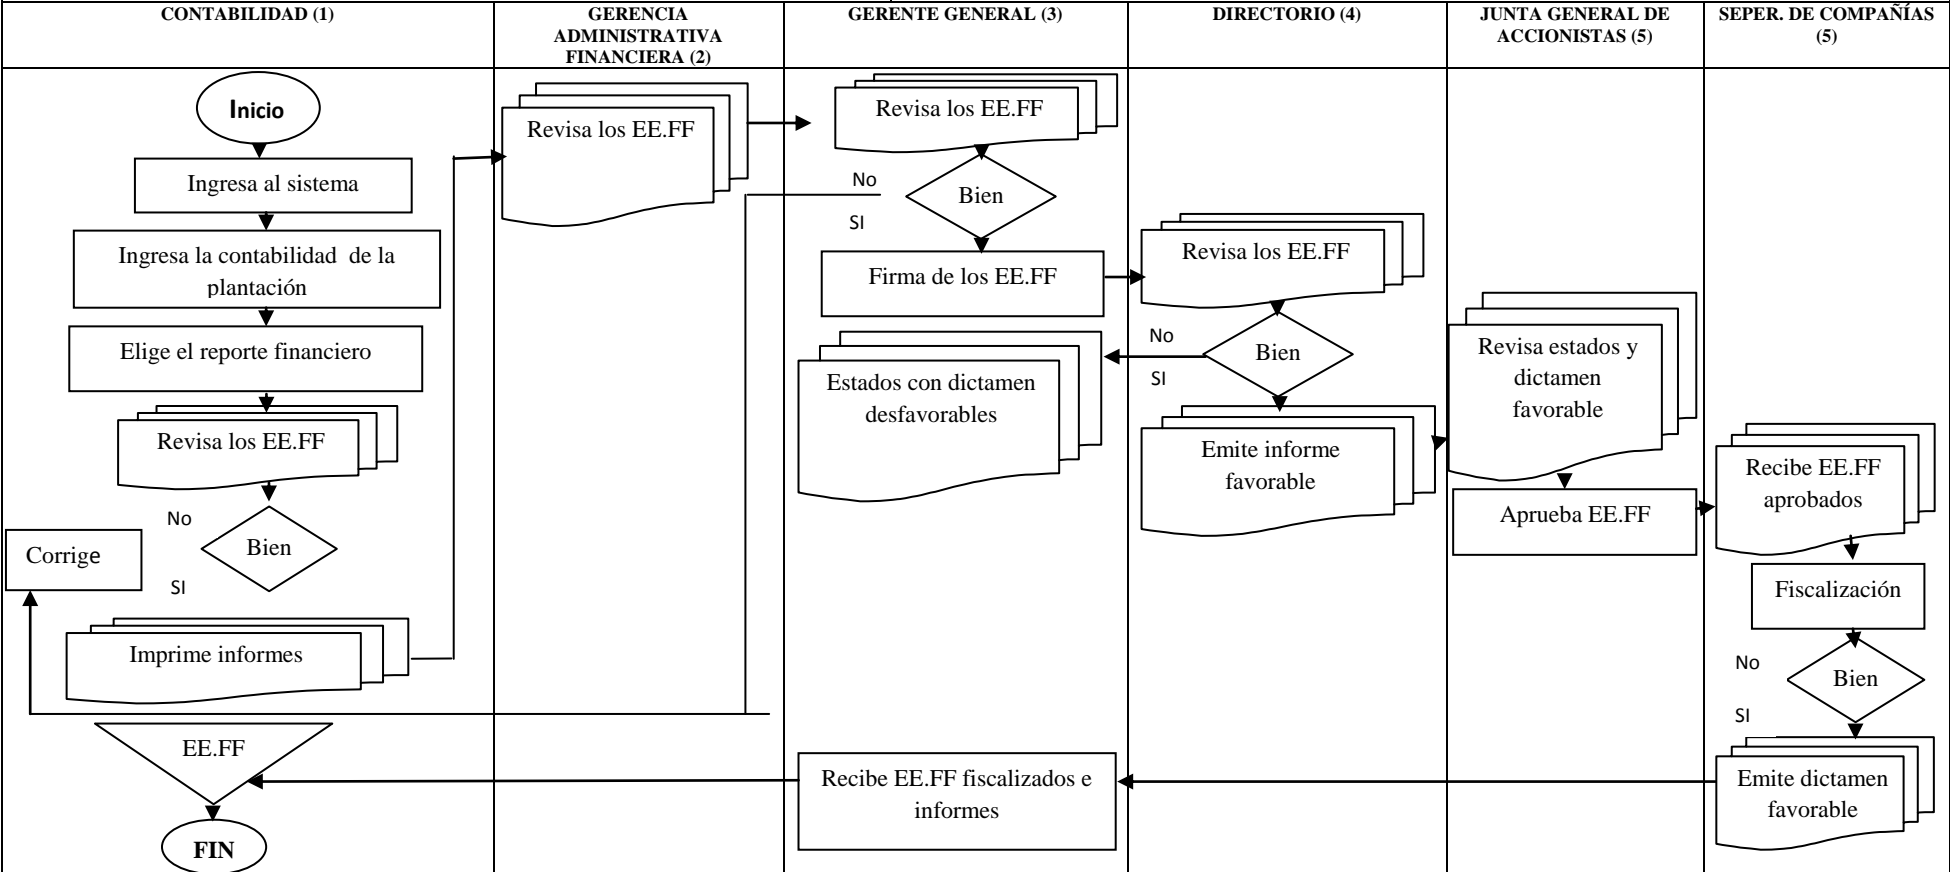 CONTABILIDAD (1)
GERENCIA
ADMINISTRATIVA
FINANCIERA (2)
GERENTE GENERAL (3)
DIRECTORIO (4)
JUNTA GENERAL DE
ACCIONISTAS (5)
SEPER. DE COMPAÑÍAS
(5)
Inicio
Ingresa al sistema
Ingresa la contabilidad de la
plantación
Elige el reporte financiero
Revisa los EE.FF
No
Bien
SI
Corrige
Imprime informes
EE.FF
FIN
Revisa los EE.FF
Revisa los EE.FF
No
Bien
SI
Firma de los EE.FF
Estados con dictamen
desfavorables
Recibe EE.FF fiscalizados e
informes
Revisa los EE.FF
No
Bien
SI
Emite informe
favorable
Revisa estados y
dictamen
favorable
Aprueba EE.FF
Recibe EE.FF
aprobados
Fiscalización
No
Bien
SI
Emite dictamen
favorable